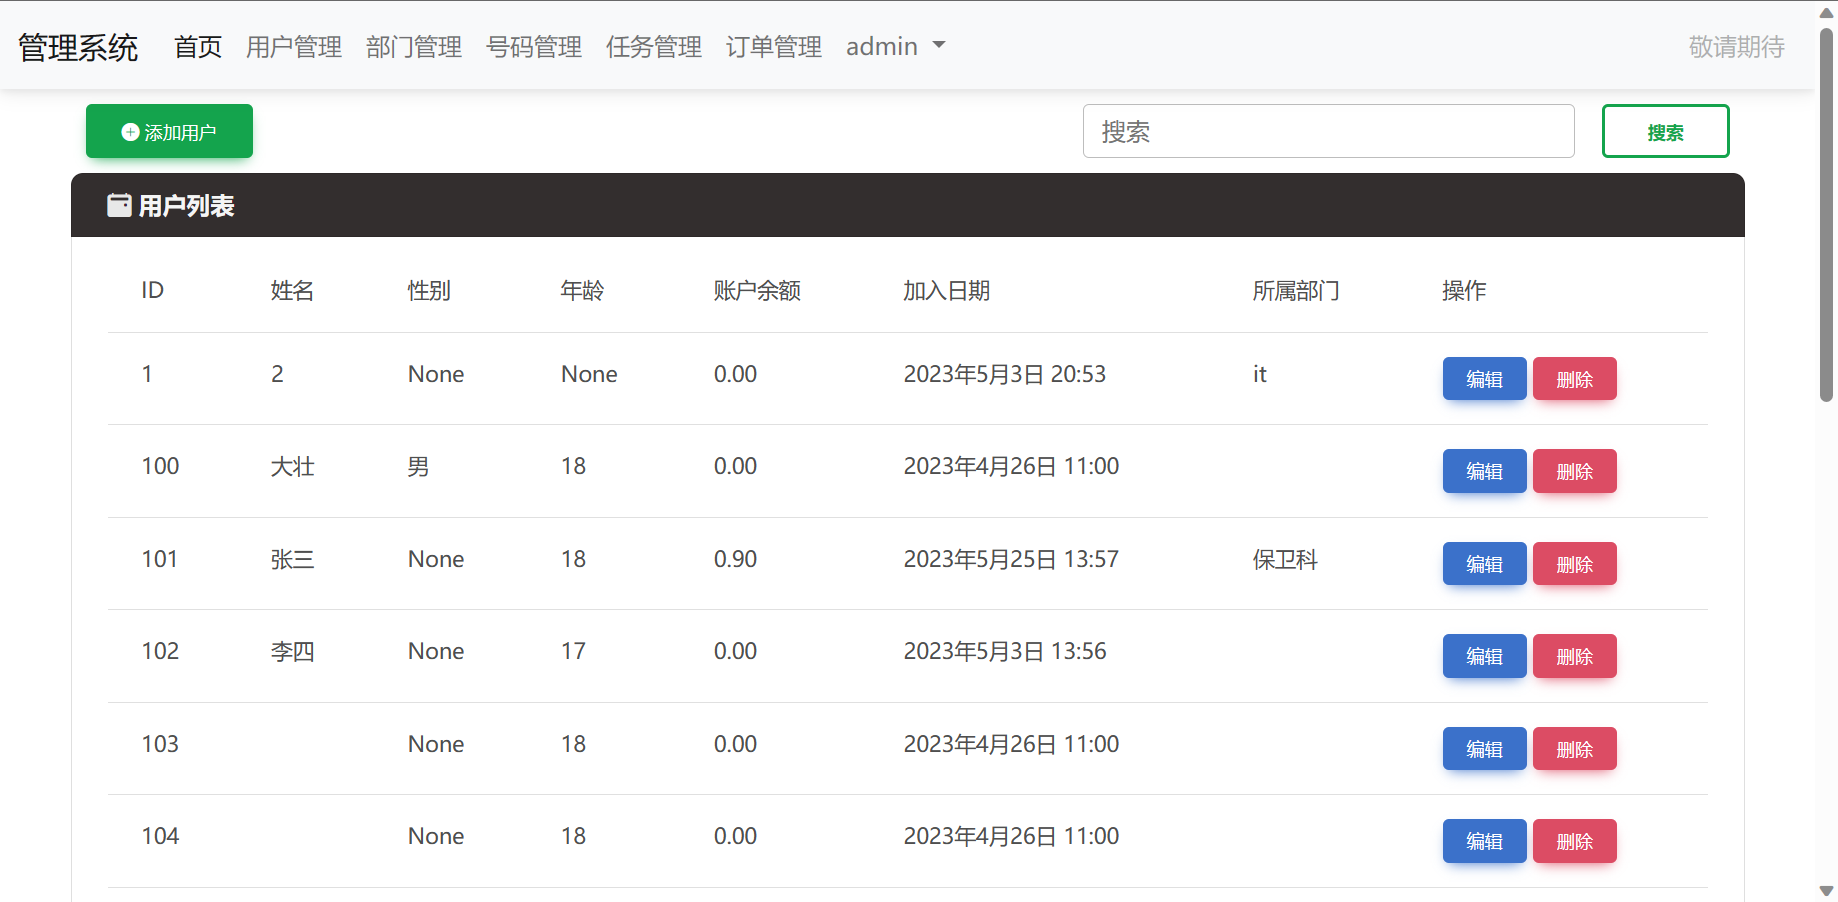 管理系统 首页 用户管理 部门管理 号码管理 任务管理 订单管理 admin 敬请期待
添加用户 搜索 搜索
用户列表
ID 姓名 性别 年龄 账户余额 加入日期 所属部门 操作
1 2 None None 0.00 2023年5月3日 20:53 it 编辑 删除
100 大壮 男 18 0.00 2023年4月26日 11:00 编辑 删除
101 张三 None 18 0.90 2023年5月25日 13:57 保卫科 编辑 删除
102 李四 None 17 0.00 2023年5月3日 13:56 编辑 删除
103 None 18 0.00 2023年4月26日 11:00 编辑 删除
104 None 18 0.00 2023年4月26日 11:00 编辑 删除